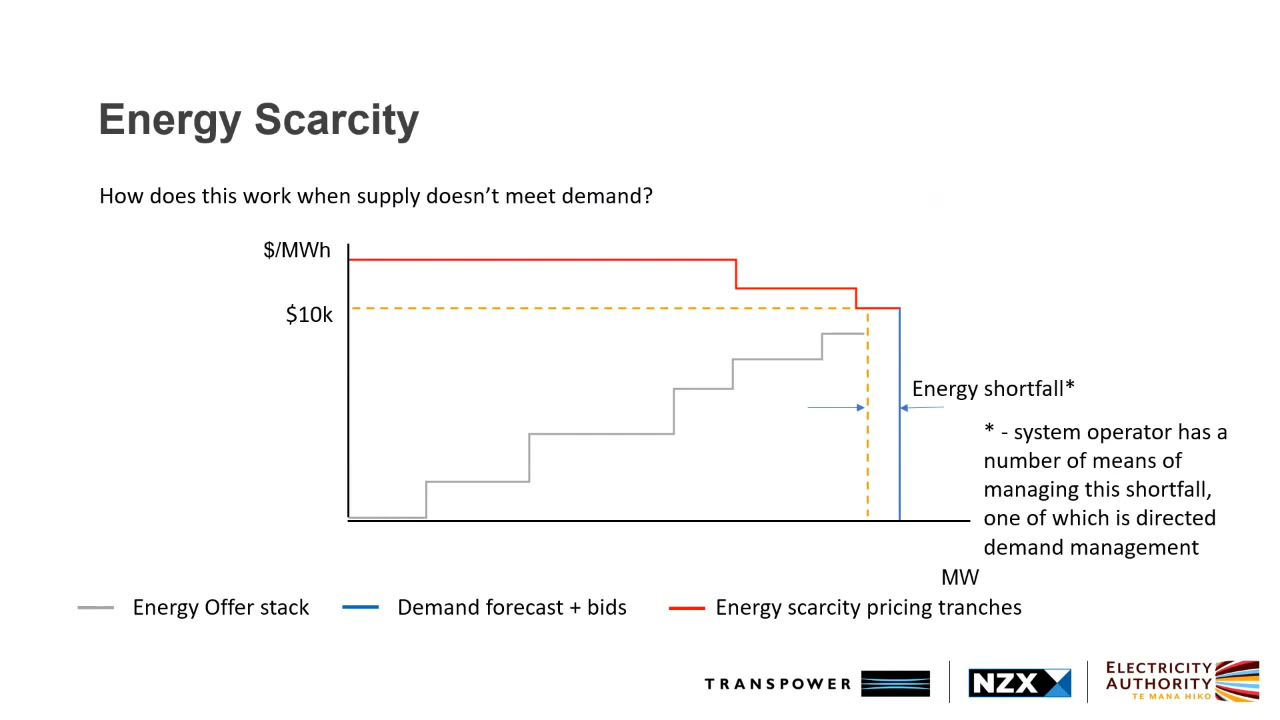 Energy Scarcity
How does this work when supply doesn’t meet demand?
$/MWh
$10k
Energy shortfall*
* - system operator has a
number of means of
managing this shortfall,
one of which is directed
demand management
MW
Energy Offer stack
Demand forecast + bids
Energy scarcity pricing tranches
TRANSPOWER
NZX
ELECTRICITY
AUTHORITY
TE MANA HIKO